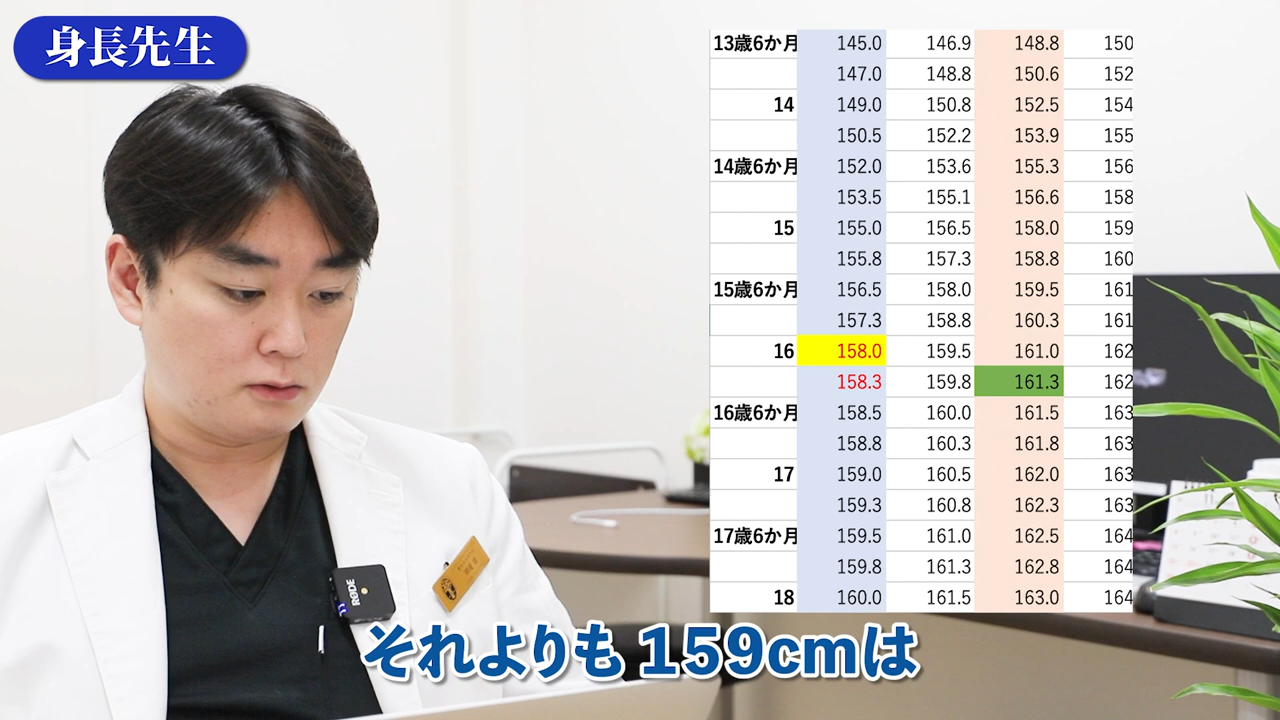 身長先生
13歳6か月 145.0 146.9 148.8 150
147.0 148.8 150.6 152
14 149.0 150.8 152.5 154
150.5 152.2 153.9 155
14歳6か月 152.0 153.6 155.3 156
153.5 155.1 156.6 158
15 155.0 156.5 158.0 159
155.8 157.3 158.8 160
15歳6か月 156.5 158.0 159.5 161
157.3 158.8 160.3 161
16 158.0 159.5 161.0 162
158.3 159.8 161.3 162
16歳6か月 158.5 160.0 161.5 163
158.8 160.3 161.8 163
17 159.0 160.5 162.0 163
159.3 160.8 162.3 163
17歳6か月 159.5 161.0 162.5 164
159.8 161.3 162.8 164
18 160.0 161.5 163.0 164
RØDE
それよりも 159cmは